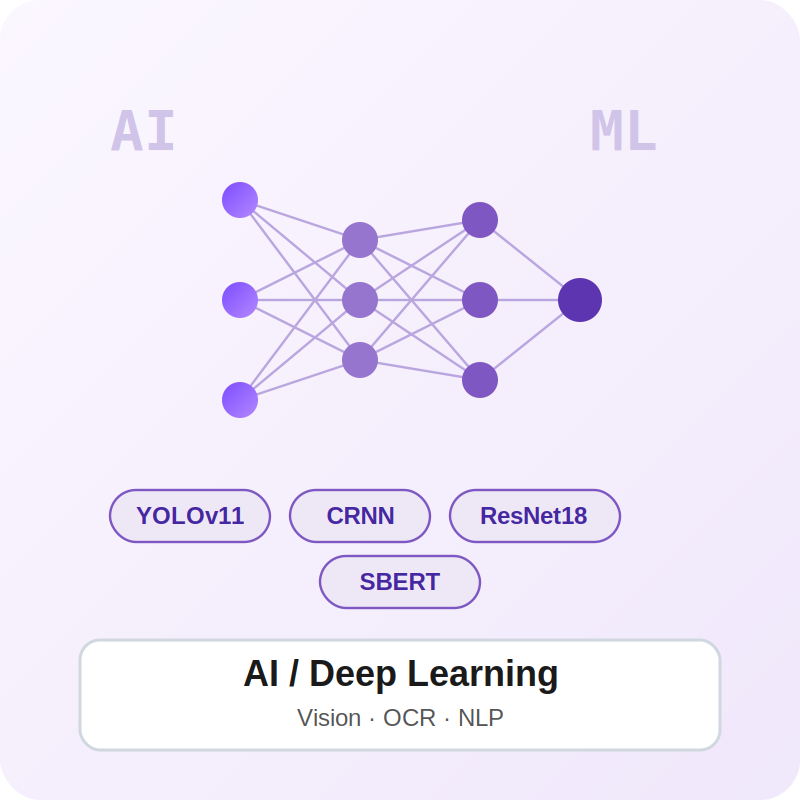 AI ML
YOLOv11 CRNN ResNet18
SBERT
AI / Deep Learning
Vision · OCR · NLP